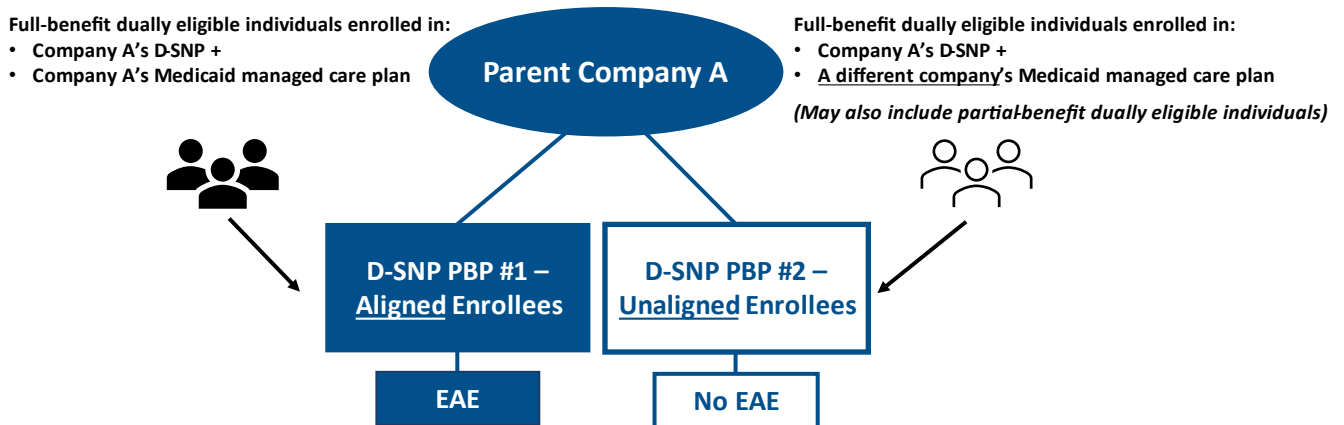 Full-benefit dually eligible individuals enrolled in:
• Company A's D-SNP +
• Company A's Medicaid managed care plan
Parent Company A
Full-benefit dually eligible individuals enrolled in:
• Company A's D-SNP +
• A different company's Medicaid managed care plan
(May also include partial-benefit dually eligible individuals)
D-SNP PBP #1 –
Aligned Enrollees
D-SNP PBP #2 –
Unaligned Enrollees
EAE
No EAE